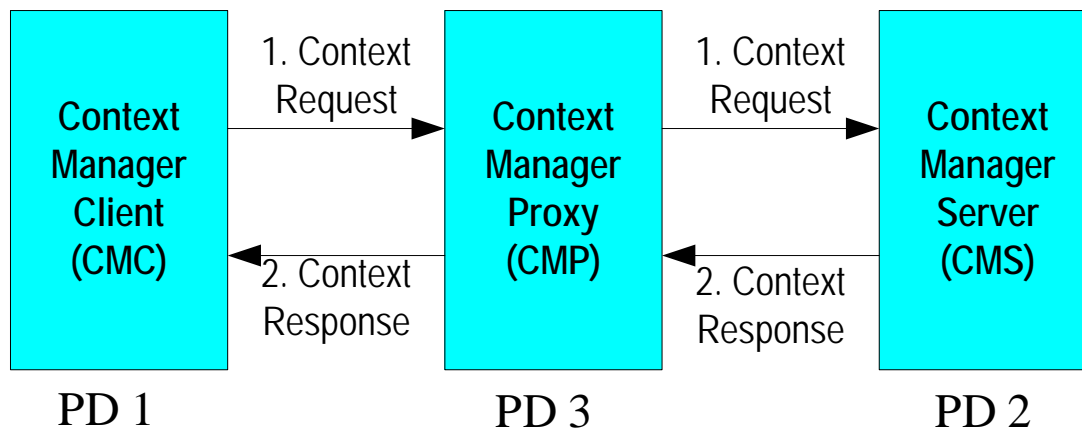 1. Context
Request
1. Context
Request
Context
Manager
Client
(CMC)
Context
Manager
Proxy
(CMP)
Context
Manager
Server
(CMS)
2. Context
Response
2. Context
Response
PD 1
PD 3
PD 2